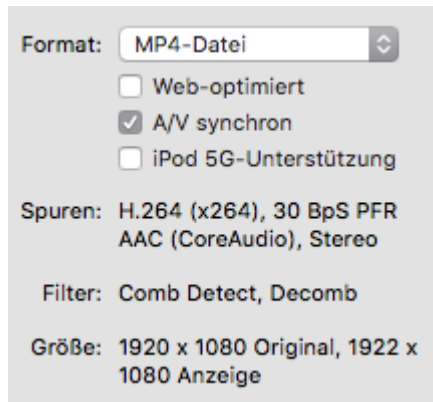 Format: MP4-Datei
Web-optimiert
A/V synchron
iPod 5G-Unterstützung
Spuren: H.264 (x264), 30 BpS PFR
AAC (CoreAudio), Stereo
Filter: Comb Detect, Decomb
Größe: 1920 x 1080 Original, 1922 x
1080 Anzeige